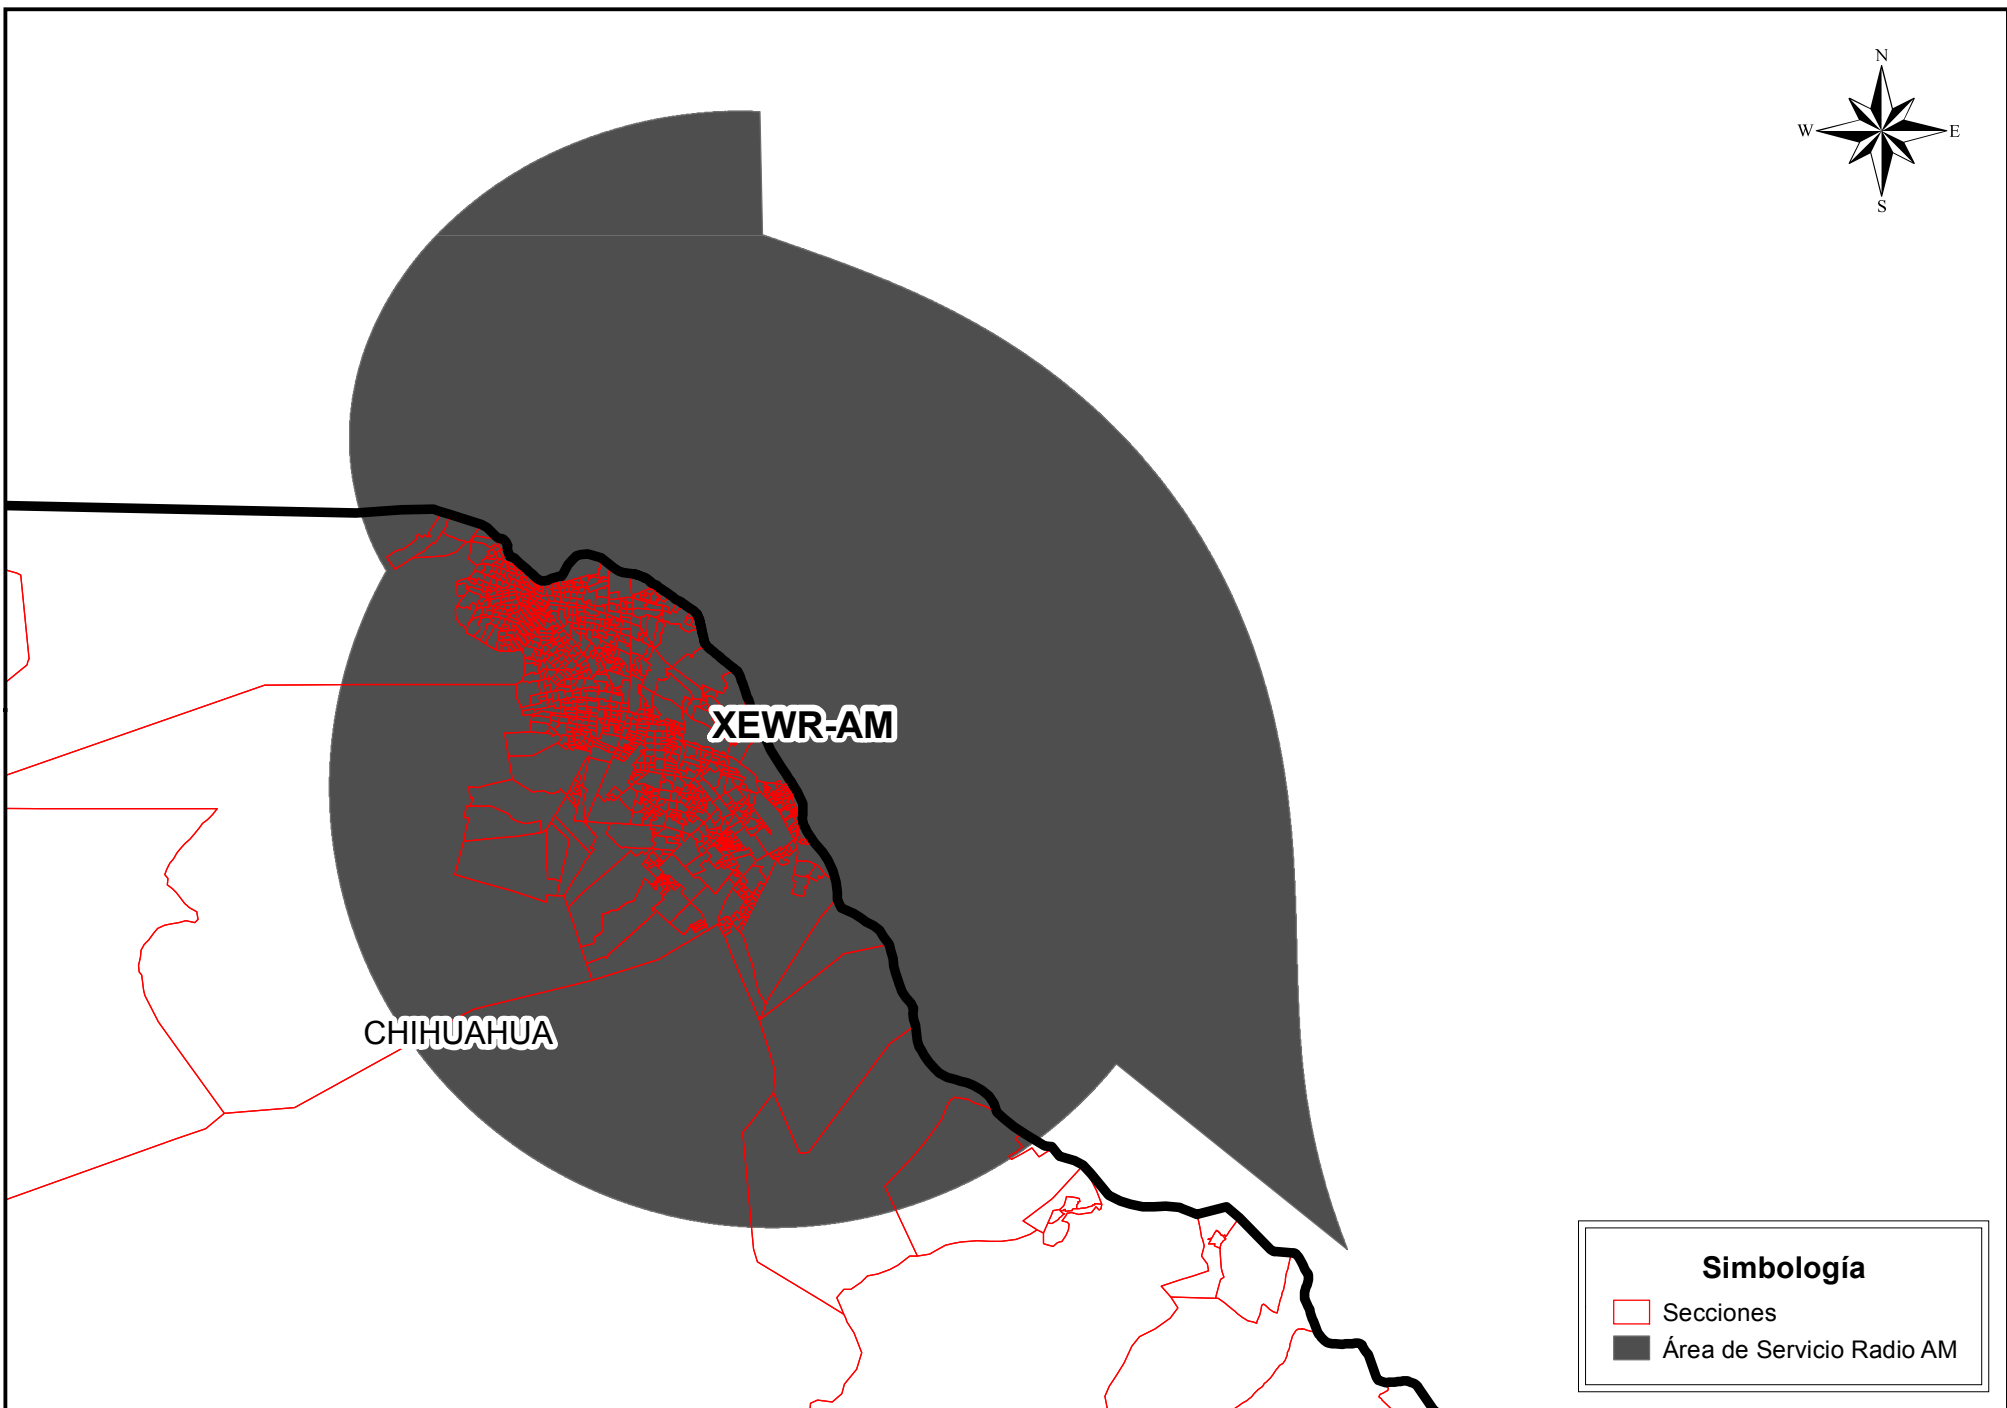 N
W
E
S
XEWR-AM
CHIHUAHUA
Simbología
Secciones
Área de Servicio Radio AM